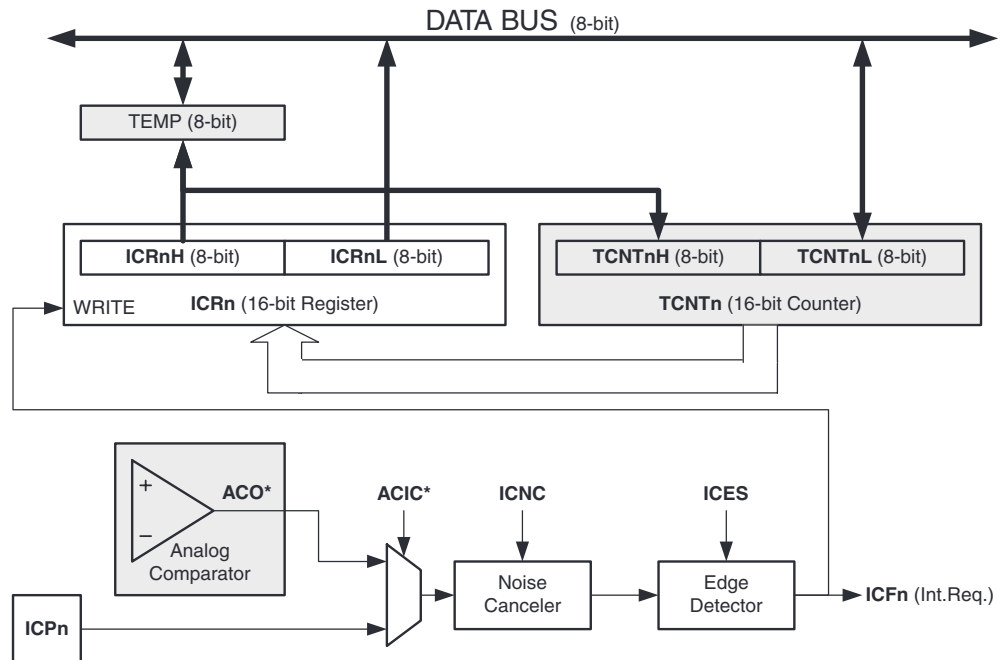 DATA BUS (8-bit)
TEMP (8-bit)
ICRnH (8-bit) ICRnL (8-bit) TCNTnH (8-bit) TCNTnL (8-bit)
WRITE ICRn (16-bit Register) TCNTn (16-bit Counter)
+ ACO* ACIC* ICNC ICES
−
Analog
Comparator
Noise
Canceler
Edge
Detector
ICFn (Int.Req.)
ICPn